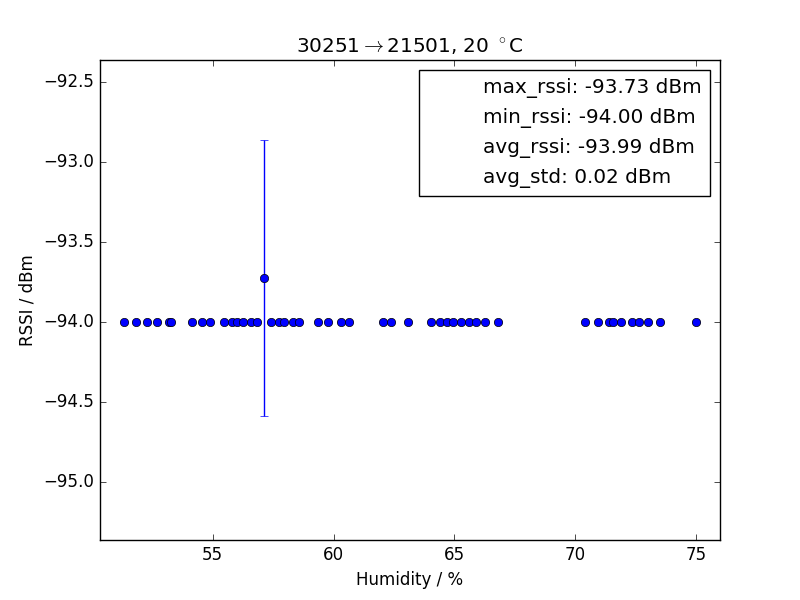 30251→21501, 20 °C
max_rssi: -93.73 dBm
min_rssi: -94.00 dBm
avg_rssi: -93.99 dBm
avg_std: 0.02 dBm
RSSI / dBm
−92.5
−93.0
−93.5
−94.0
−94.5
−95.0
55 60 65 70 75
Humidity / %